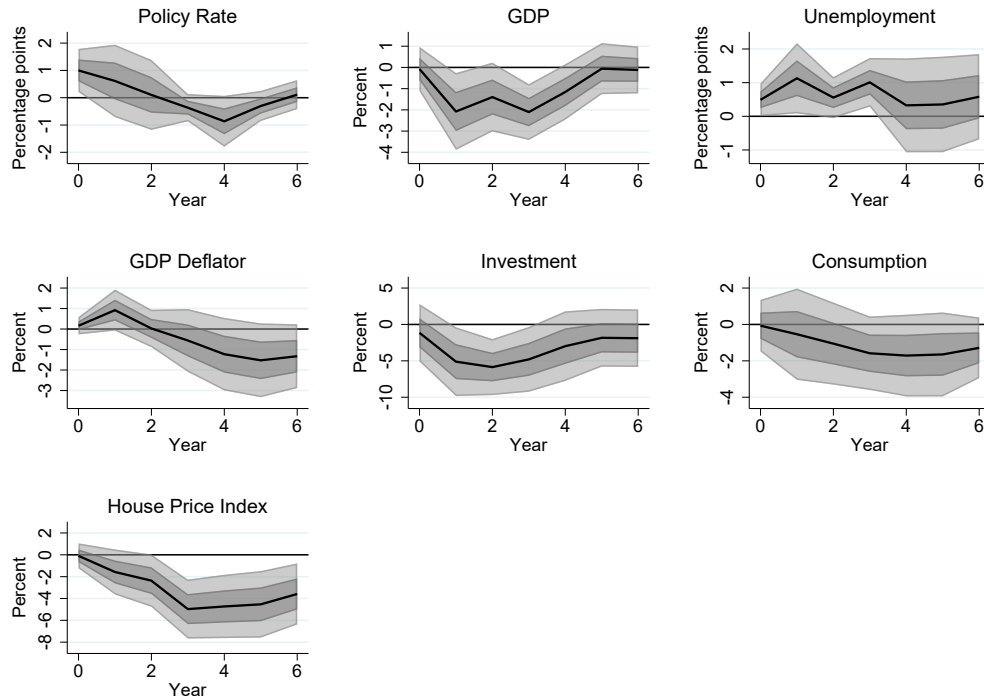 Policy Rate
Percentage points
2
1
0
-1
-2
0 2 4 6
Year
GDP
Percent
1
0
-1
-2
-3
-4
0 2 4 6
Year
Unemployment
Percentage points
2
1
0
-1
0 2 4 6
Year
GDP Deflator
Percent
2
1
0
-1
-2
-3
0 2 4 6
Year
Investment
Percent
5
0
-5
-10
0 2 4 6
Year
Consumption
Percent
2
0
-2
-4
0 2 4 6
Year
House Price Index
Percent
2
0
-2
-4
-6
-8
0 2 4 6
Year